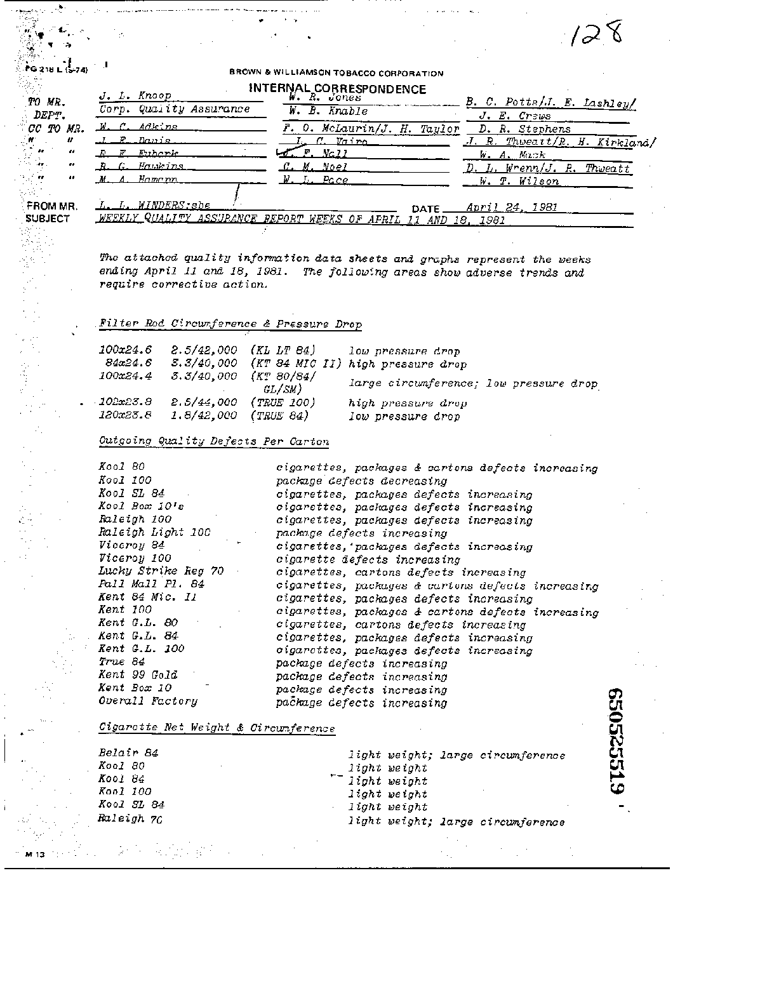 128
PG 218 L (5-74)
BROWN & WILLIAMSON TOBACCO CORPORATION
INTERNAL CORRESPONDENCE
TO MR. J. L. Knoop W. R. Jones B. C. Potts/J. E. Lashley/
DEPT. Corp. Quality Assurance W. B. Knable J. E. Crews
CC TO MR. W. C. Adkins F. O. McLaurin/J. H. Taylor D. R. Stephens
" " J. E. Davis L. C. J. R. Thweatt/R. H. Kirkland/
" " F. Nall W. A. Mask
" " R. G. Hawkins C. M. Noel D. L. Wrenn/J. R. Thweatt
" " M. A. W. L. Pace W. T. Wilson
FROM MR. L. L. WINDERS:sbs DATE April 24, 1981
SUBJECT WEEKLY QUALITY ASSURANCE REPORT WEEKS OF APRIL 11 AND 18, 1981
The attached quality information data sheets and graphs represent the weeks
ending April 11 and 18, 1981. The following areas show adverse trends and
require corrective action.
Filter Rod Circumference & Pressure Drop
100x24.6 2.5/42,000 (KL LT 84) low pressure drop
84x24.6 3.3/40,000 (KT 84 MIC II) high pressure drop
100x24.4 3.3/40,000 (KT 80/84/
GL/SM) large circumference; low pressure drop
102x23.8 2.5/44,000 (TRUE 100) high pressure drop
120x23.8 1.8/42,000 (TRUE 84) low pressure drop
Outgoing Quality Defects Per Carton
Kool 80 cigarettes, packages & cartons defects increasing
Kool 100 package defects decreasing
Kool SL 84 cigarettes, packages defects increasing
Kool Box 10's cigarettes, packages defects increasing
Raleigh 100 cigarettes, packages defects increasing
Raleigh Light 100 package defects increasing
Viceroy 84 cigarettes, packages defects increasing
Viceroy 100 cigarette defects increasing
Lucky Strike Reg 70 cigarettes, cartons defects increasing
Pall Mall Pl. 84 cigarettes, packages & cartons defects increasing
Kent 84 Mic. II cigarettes, packages defects increasing
Kent 100 cigarettes, packages & cartons defects increasing
Kent G.L. 80 cigarettes, cartons defects increasing
Kent G.L. 84 cigarettes, packages defects increasing
Kent G.L. 100 cigarettes, packages defects increasing
True 84 package defects increasing
Kent 99 Gold package defects increasing
Kent Box 10 package defects increasing
Overall Factory package defects increasing
Cigarette Net Weight & Circumference
Belair 84 light weight; large circumference
Kool 80 light weight
Kool 84 light weight
Kool 100 light weight
Kool SL 84 light weight
Raleigh 70 light weight; large circumference
650525519
M 13